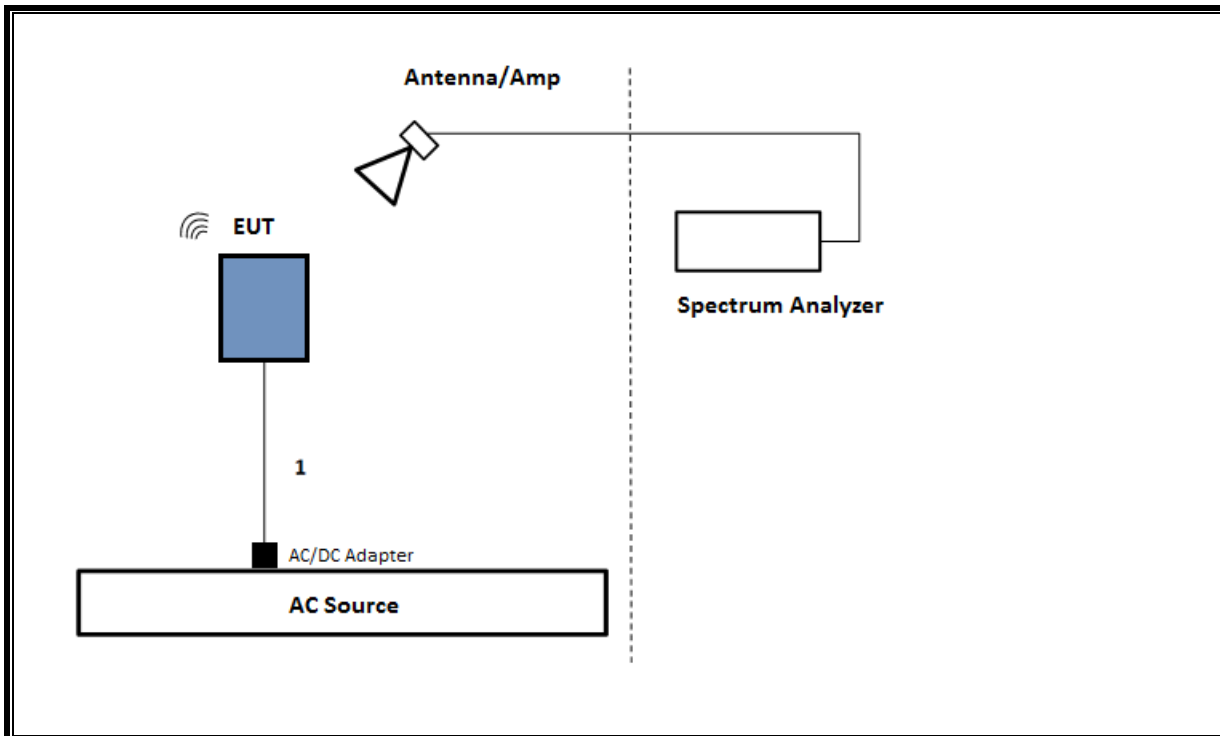 Antenna/Amp
EUT
Spectrum Analyzer
1
AC/DC Adapter
AC Source